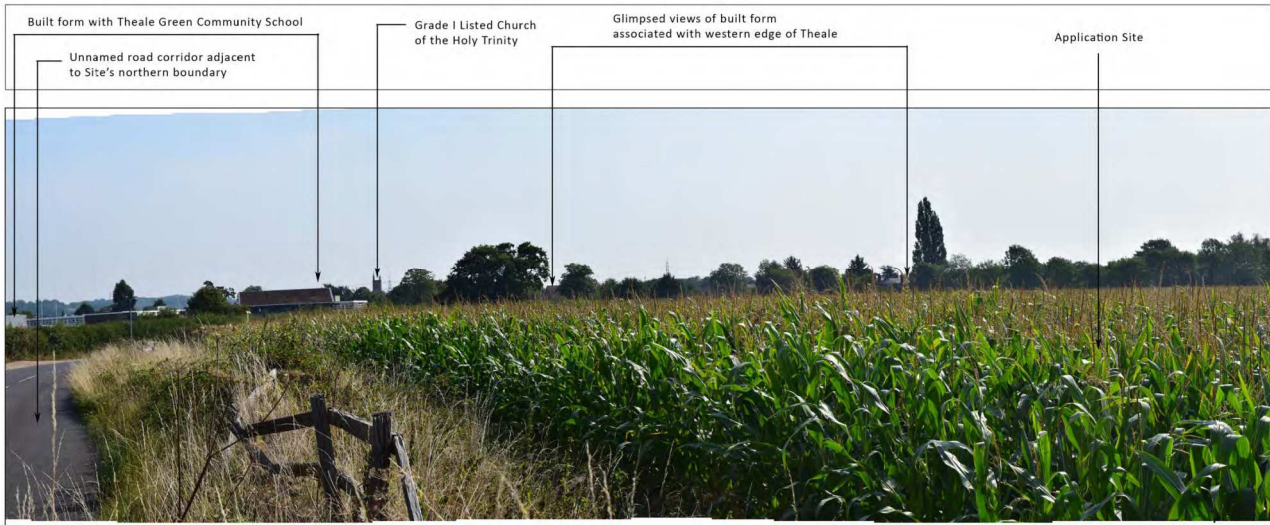 Built form with Theale Green Community School
Unnamed road corridor adjacent
to Site's northern boundary
Grade I Listed Church
of the Holy Trinity
Glimpsed views of built form
associated with western edge of Theale
Application Site